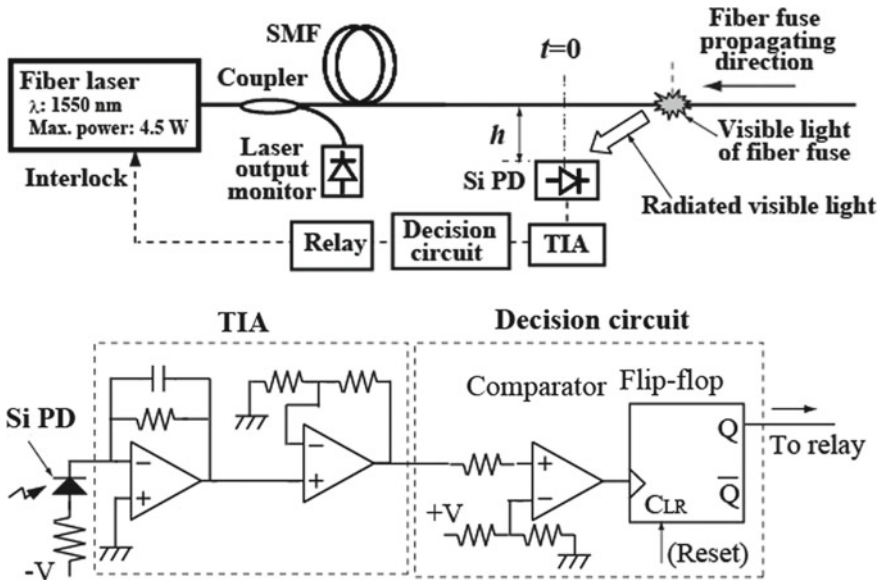 SMF
Coupler
Fiber laser
λ: 1550 nm
Max. power: 4.5 W
t=0
Fiber fuse
propagating
direction
h
Visible light
of fiber fuse
Laser
output
monitor
Interlock
Si PD
Radiated visible light
Relay
Decision
circuit
TIA
TIA
Decision circuit
Comparator
Flip-flop
Si PD
-V
+V
Q
Q̅
CLR
To relay
(Reset)